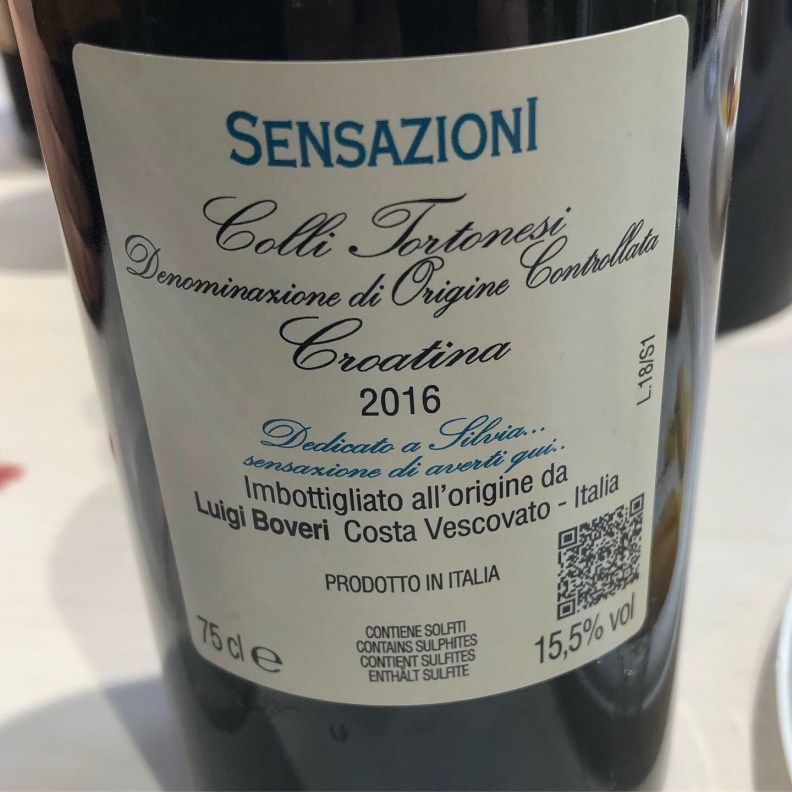 SENSAZIONI
Colli Tortonesi
Denominazione di Origine Controllata
Croatina
2016
L.18/S1
Dedicato a Silvia...
sensazione di averti qui..
Imbottigliato all'origine da
Luigi Boveri Costa Vescovato - Italia
PRODOTTO IN ITALIA
75 cl e
CONTIENE SOLFITI
CONTAINS SULPHITES
CONTIENT SULFITES
ENTHÄLT SULFITE
15,5% vol